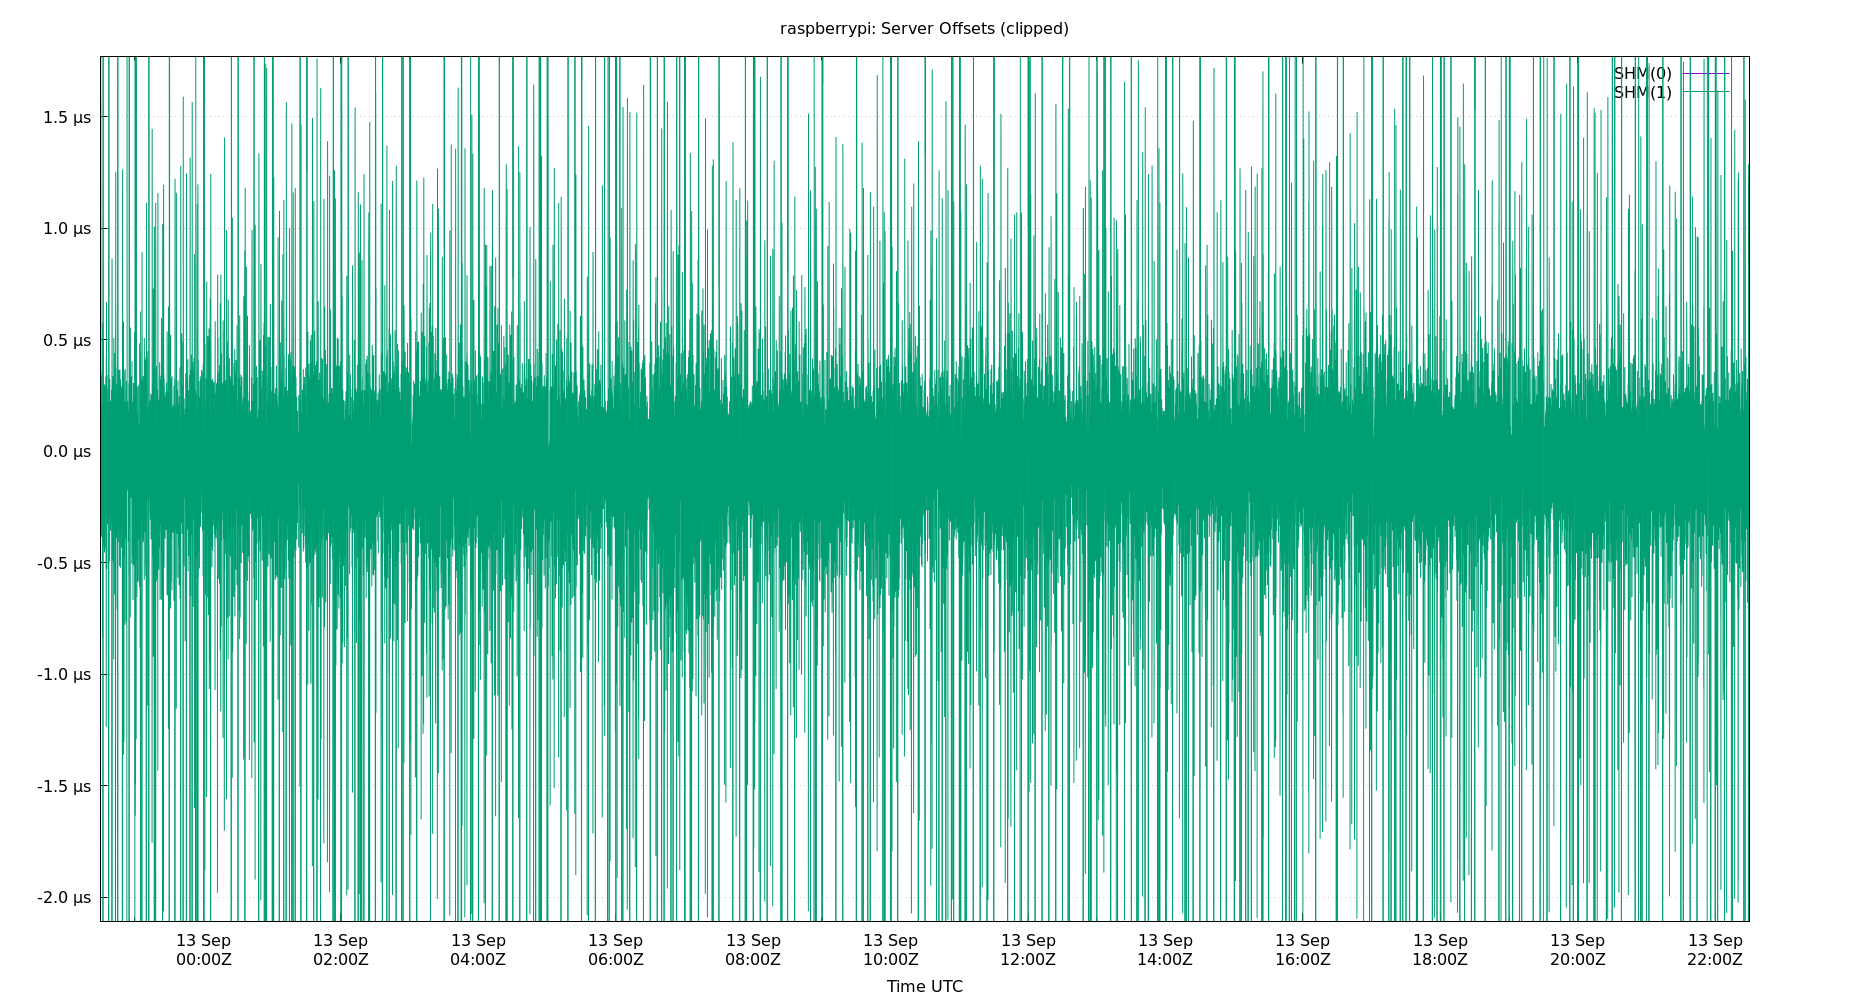 raspberrypi: Server Offsets (clipped)
SHM(0)
SHM(1)
1.5 µs
1.0 µs
0.5 µs
0.0 µs
-0.5 µs
-1.0 µs
-1.5 µs
-2.0 µs
13 Sep 13 Sep 13 Sep 13 Sep 13 Sep 13 Sep 13 Sep 13 Sep 13 Sep 13 Sep 13 Sep 13 Sep
00:00Z 02:00Z 04:00Z 06:00Z 08:00Z 10:00Z 12:00Z 14:00Z 16:00Z 18:00Z 20:00Z 22:00Z
Time UTC